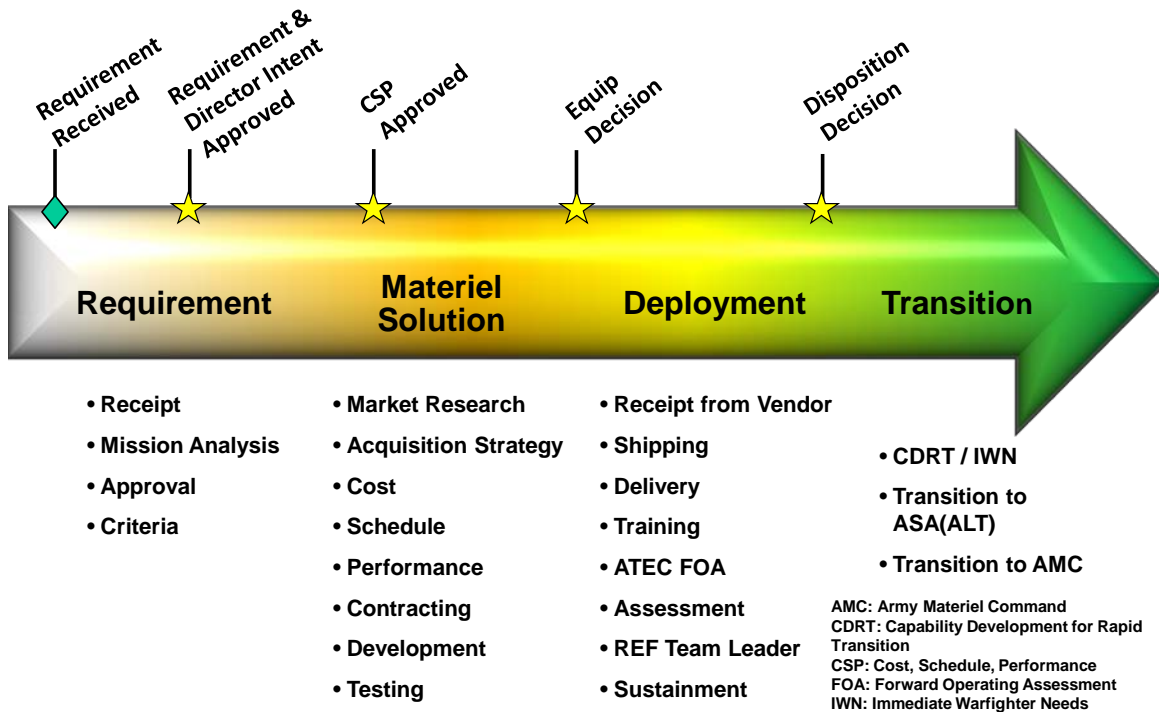 Requirement
Received
Requirement &
Director Intent
Approved
CSP
Approved
Equip
Decision
Disposition
Decision
Requirement
Materiel
Solution
Deployment
Transition
• Receipt
• Mission Analysis
• Approval
• Criteria
• Market Research
• Acquisition Strategy
• Cost
• Schedule
• Performance
• Contracting
• Development
• Testing
• Receipt from Vendor
• Shipping
• Delivery
• Training
• ATEC FOA
• Assessment
• REF Team Leader
• Sustainment
• CDRT / IWN
• Transition to
ASA(ALT)
• Transition to AMC
AMC: Army Materiel Command
CDRT: Capability Development for Rapid
Transition
CSP: Cost, Schedule, Performance
FOA: Forward Operating Assessment
IWN: Immediate Warfighter Needs